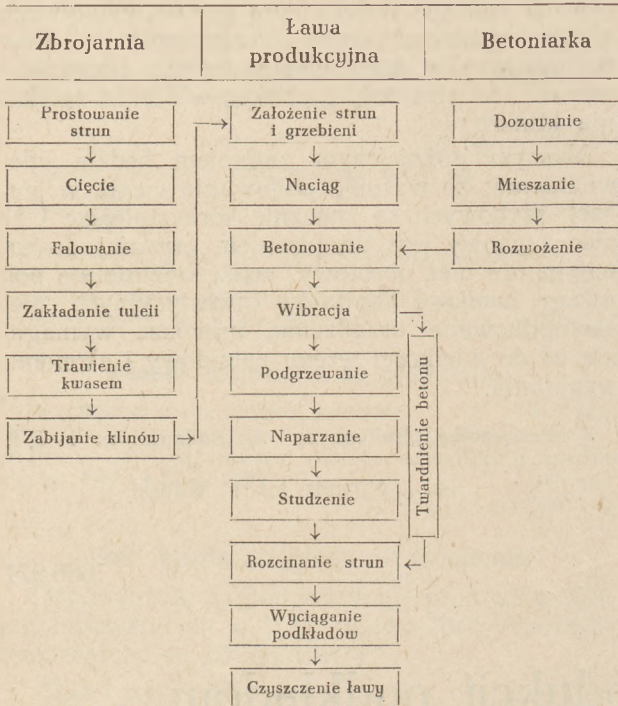 Zbrojarnia
Ława
produkcyjna
Betoniarka
Prostowanie
strun
Cięcie
Falowanie
Zakładanie tuleii
Trawienie
kwasem
Zabijanie klinów
Założenie strun
i grzebieni
Naciąg
Betonowanie
Wibracja
Podgrzewanie
Naparzanie
Studzenie
Rozcinanie strun
Wyciąganie
podkładów
Czyszczenie ławy
Twardnienie betonu
Dozowanie
Mieszanie
Rozwożenie